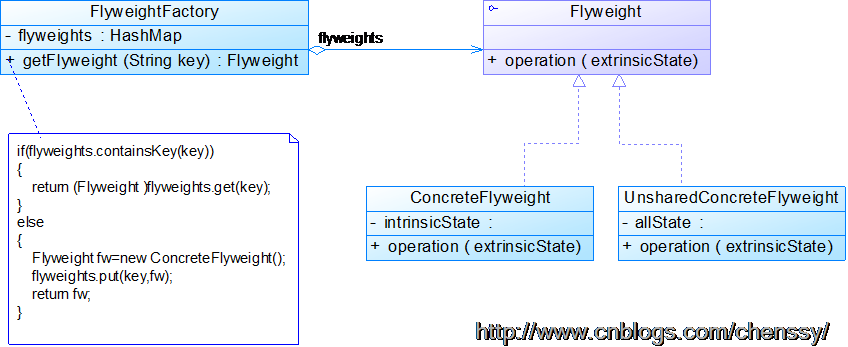 FlyweightFactory
- flyweights : HashMap
+ getFlyweight (String key) : Flyweight
flyweights
Flyweight
+ operation ( extrinsicState)
if(flyweights.containsKey(key))
{
return (Flyweight )flyweights.get(key);
}
else
{
Flyweight fw=new ConcreteFlyweight();
flyweights.put(key,fw);
return fw;
}
ConcreteFlyweight
- intrinsicState :
+ operation ( extrinsicState)
UnsharedConcreteFlyweight
- allState :
+ operation ( extrinsicState)
http://www.cnblogs.com/chenssy/